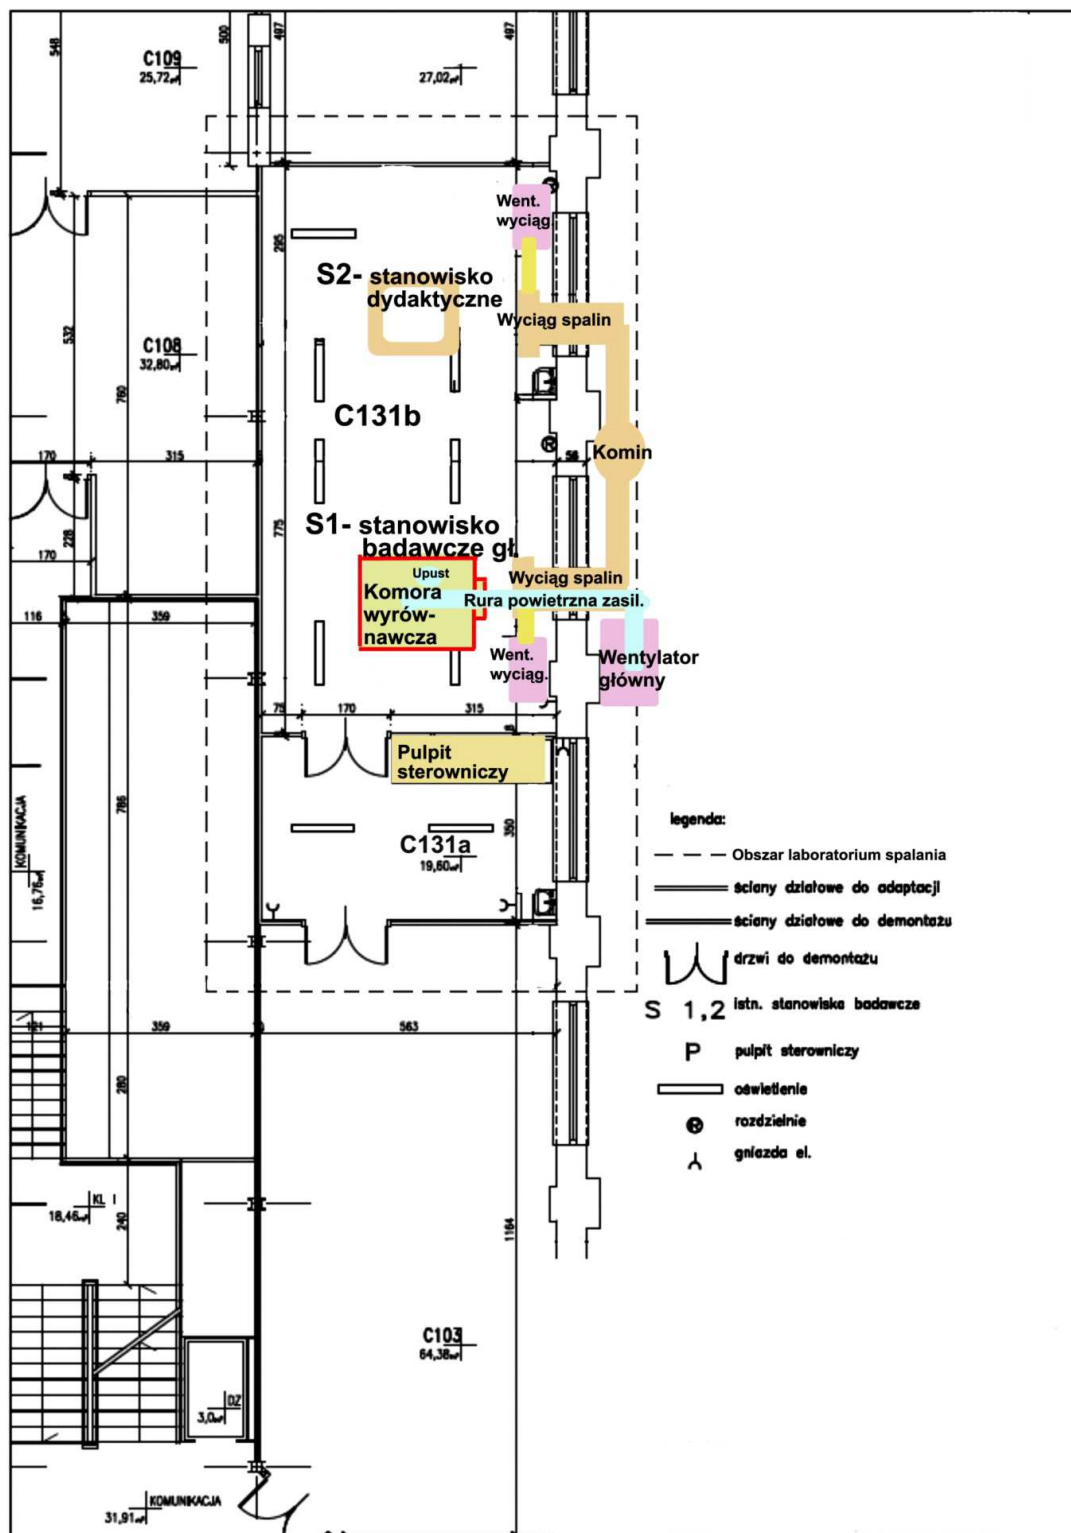 548
500
497
497
C109
25,72m²
27,02m²
Went.
wyciąg.
295
S2- stanowisko
dydaktyczne
Wyciąg spalin
532
C108
32,80m²
760
C131b
170
315
56
Komin
S1- stanowisko
badawcze gł.
775
228
170
Upust
Wyciąg spalin
Komora
wyrów-
nawcza
Rura powietrzna zasil.
116
359
Went.
wyciąg.
Wentylator
główny
75
170
315
Pulpit
sterowniczy
KOMUNIKACJA
16,76m²
786
350
C131a
19,60m²
legenda:
Obszar laboratorium spalania
ściany działowe do adaptacji
ściany działowe do demontażu
drzwi do demontażu
S 1,2 istn. stanowiska badawcze
P pulpit sterowniczy
oświetlenie
R rozdzielnie
gniazda el.
121
359
563
280
KL I
18,46m²
240
1164
C103
64,38m²
DZ
3,0m²
KOMUNIKACJA
31,91m²